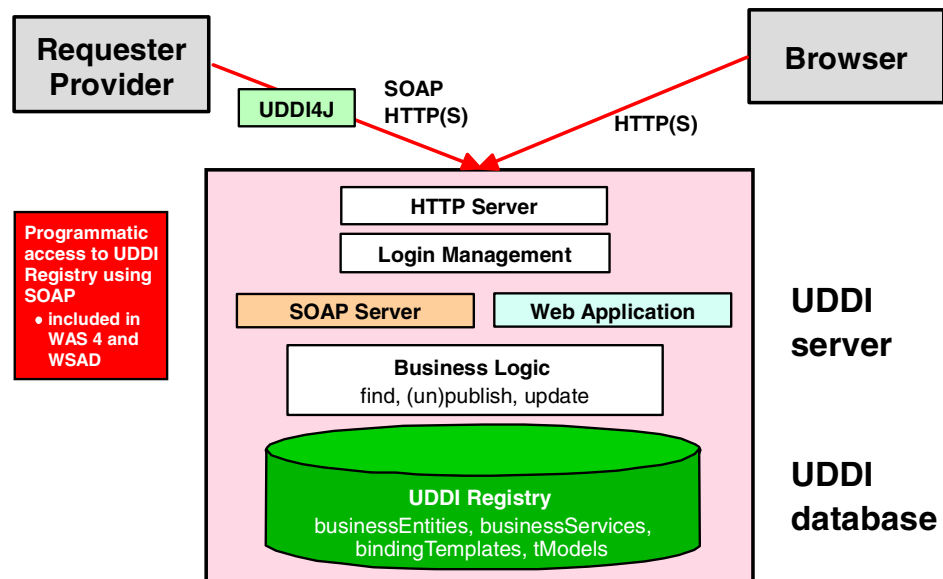 Requester
Provider
Browser
UDDI4J
SOAP
HTTP(S)
HTTP(S)
HTTP Server
Login Management
Programmatic
access to UDDI
Registry using
SOAP
• included in
WAS 4 and
WSAD
SOAP Server
Web Application
UDDI
server
Business Logic
find, (un)publish, update
UDDI Registry
businessEntities, businessServices,
bindingTemplates, tModels
UDDI
database